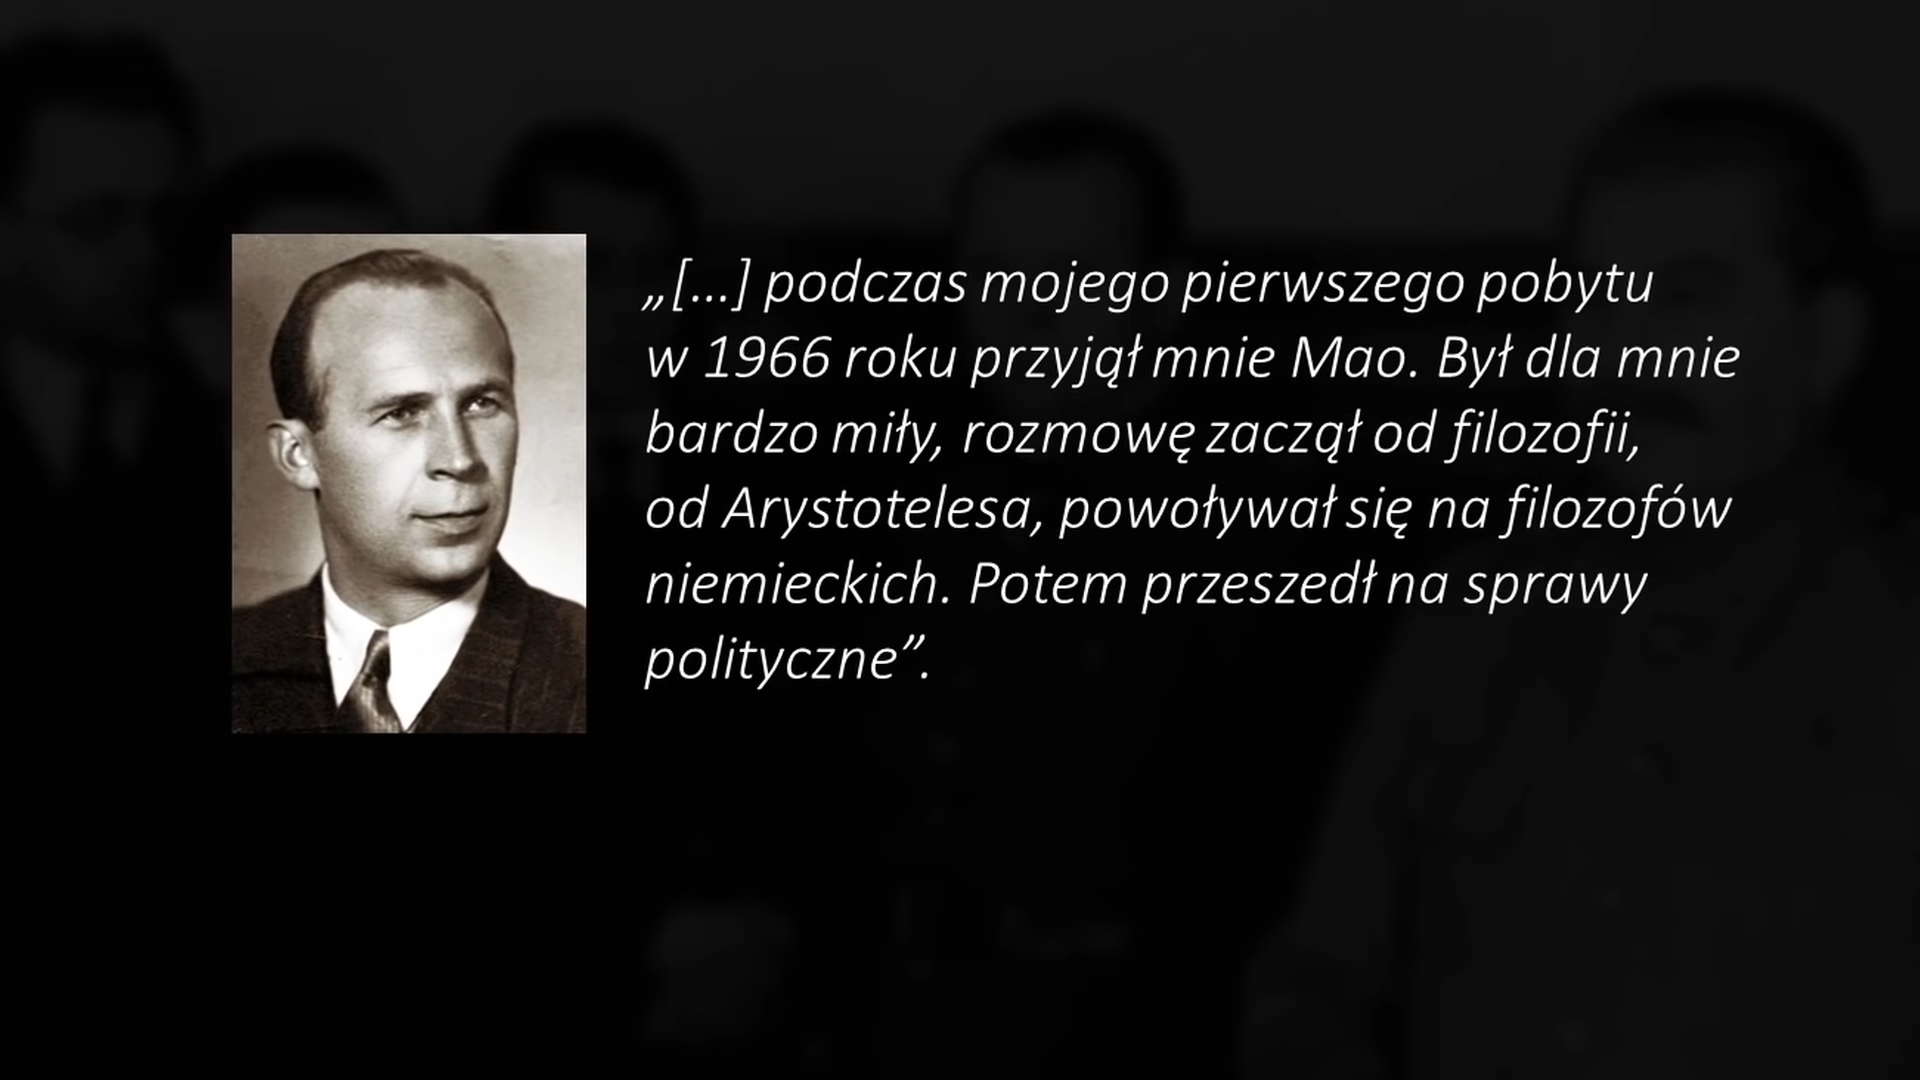 „[...] podczas mojego pierwszego pobytu
w 1966 roku przyjął mnie Mao. Był dla mnie
bardzo miły, rozmowę zaczął od filozofii,
od Arystotelesa, powoływał się na filozofów
niemieckich. Potem przeszedł na sprawy
polityczne”.